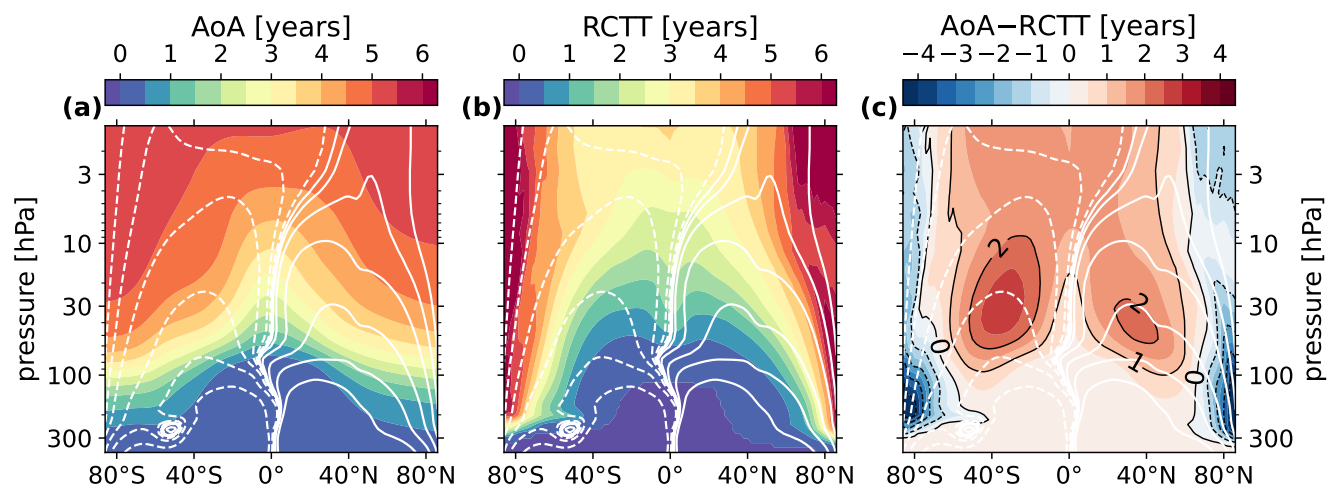 AoA [years]
0 1 2 3 4 5 6
(a)
pressure [hPa]
3
10
30
100
300
80°S 40°S 0° 40°N 80°N
RCTT [years]
0 1 2 3 4 5 6
(b)
80°S 40°S 0° 40°N 80°N
AoA−RCTT [years]
−4 −3 −2 −1 0 1 2 3 4
(c)
2
2
0
1
0
3
10
30
100
300
pressure [hPa]
80°S 40°S 0° 40°N 80°N